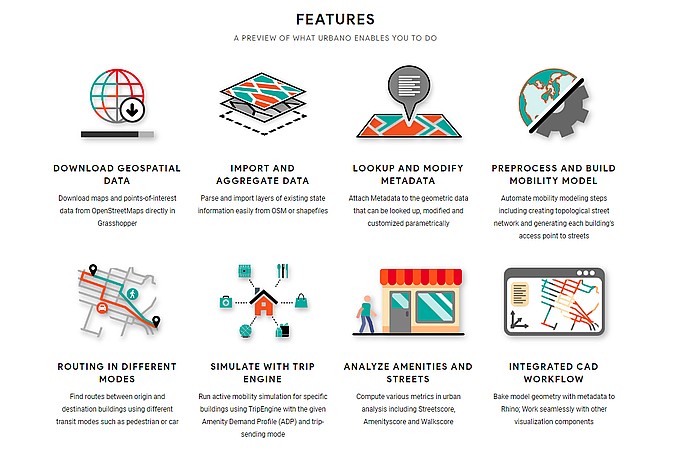 FEATURES
A PREVIEW OF WHAT URBANO ENABLES YOU TO DO
DOWNLOAD GEOSPATIAL
DATA
Download maps and points-of-interest
data from OpenStreetMaps directly in
Grasshopper
IMPORT AND
AGGREGATE DATA
Parse and import layers of existing state
information easily from OSM or shapefiles
LOOKUP AND MODIFY
METADATA
Attach Metadata to the geometric data
that can be looked up, modified and
customized parametrically
PREPROCESS AND BUILD
MOBILITY MODEL
Automate mobility modeling steps
including creating topological street
network and generating each building's
access point to streets
ROUTING IN DIFFERENT
MODES
Find routes between origin and
destination buildings using different
transit modes such as pedestrian or car
SIMULATE WITH TRIP
ENGINE
Run active mobility simulation for specific
buildings using TripEngine with the given
Amenity Demand Profile (ADP) and trip-
sending mode
ANALYZE AMENITIES AND
STREETS
Compute various metrics in urban
analysis including Streetscore,
Amenityscore and Walkscore
INTEGRATED CAD
WORKFLOW
Bake model geometry with metadata to
Rhino; Work seamlessly with other
visualization components